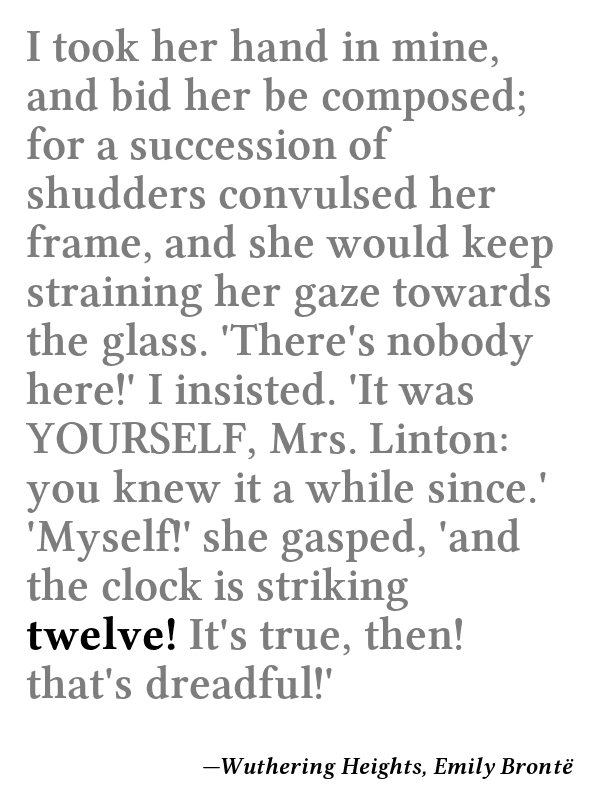 I took her hand in mine,
and bid her be composed;
for a succession of
shudders convulsed her
frame, and she would keep
straining her gaze towards
the glass. 'There's nobody
here!' I insisted. 'It was
YOURSELF, Mrs. Linton:
you knew it a while since.'
'Myself!' she gasped, 'and
the clock is striking
twelve! It's true, then!
that's dreadful!'
—Wuthering Heights, Emily Brontë